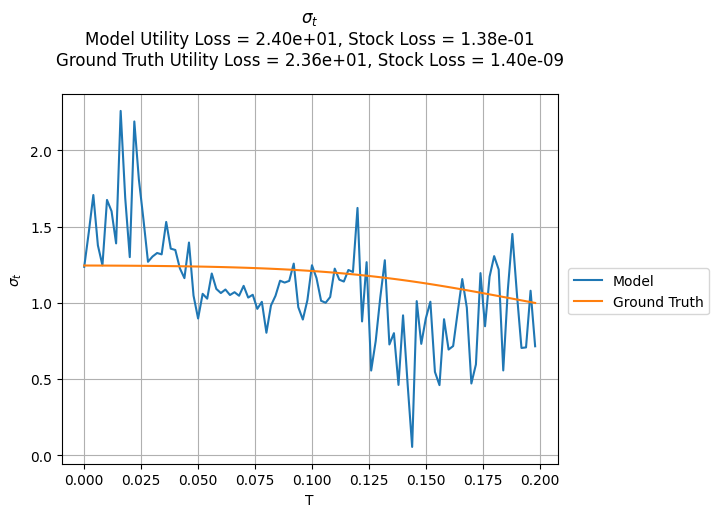 σt
Model Utility Loss = 2.40e+01, Stock Loss = 1.38e-01
Ground Truth Utility Loss = 2.36e+01, Stock Loss = 1.40e-09
2.0
1.5
1.0
0.5
0.0
σt
0.000 0.025 0.050 0.075 0.100 0.125 0.150 0.175 0.200
T
Model
Ground Truth